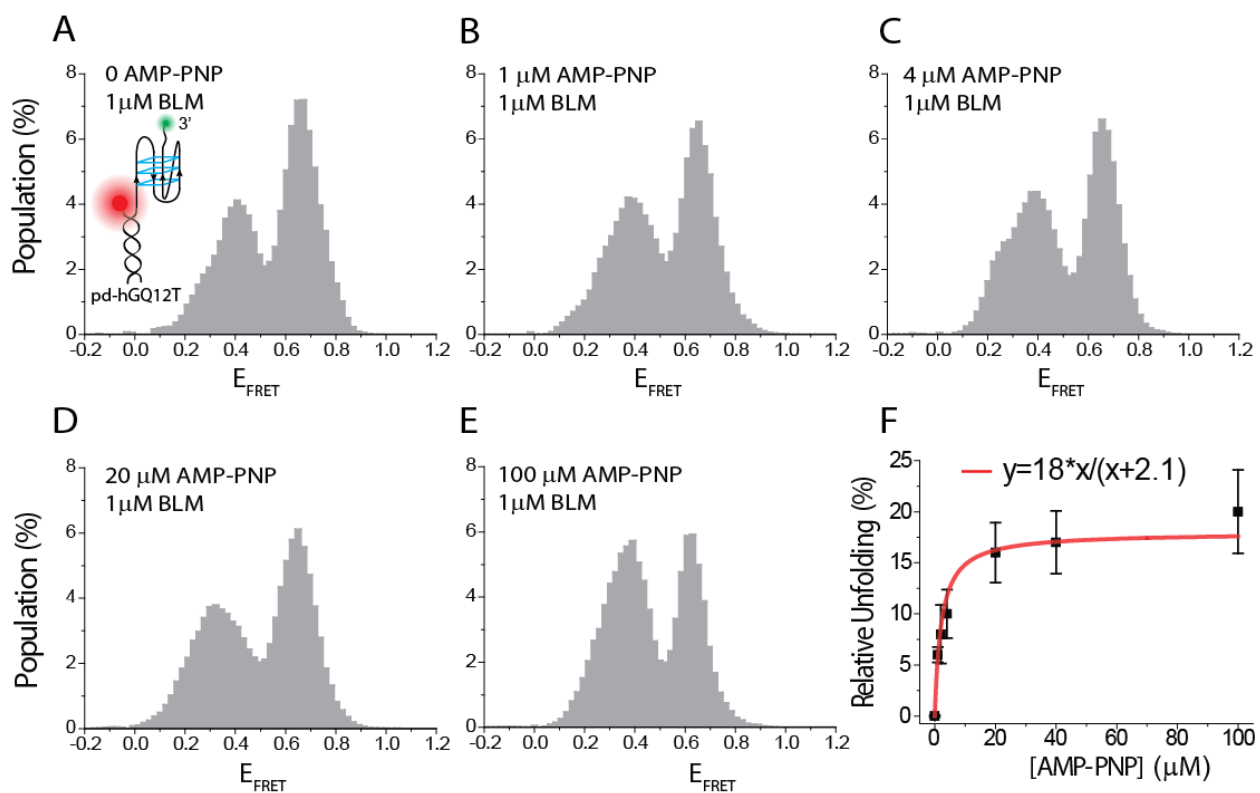 A
0 AMP-PNP
1μM BLM
3'
pd-hGQ12T
Population (%)
8
6
4
2
0
-0.2 0.0 0.2 0.4 0.6 0.8 1.0 1.2
EFRET
B
1 μM AMP-PNP
1μM BLM
8
6
4
2
0
-0.2 0.0 0.2 0.4 0.6 0.8 1.0 1.2
EFRET
C
4 μM AMP-PNP
1μM BLM
8
6
4
2
0
-0.2 0.0 0.2 0.4 0.6 0.8 1.0 1.2
EFRET
D
20 μM AMP-PNP
1μM BLM
Population (%)
8
6
4
2
0
-0.2 0.0 0.2 0.4 0.6 0.8 1.0 1.2
EFRET
E
100 μM AMP-PNP
1μM BLM
8
6
4
2
0
-0.2 0.0 0.2 0.4 0.6 0.8 1.0 1.2
EFRET
F
y=18*x/(x+2.1)
Relative Unfolding (%)
25
20
15
10
5
0
0 20 40 60 80 100
[AMP-PNP] (μM)